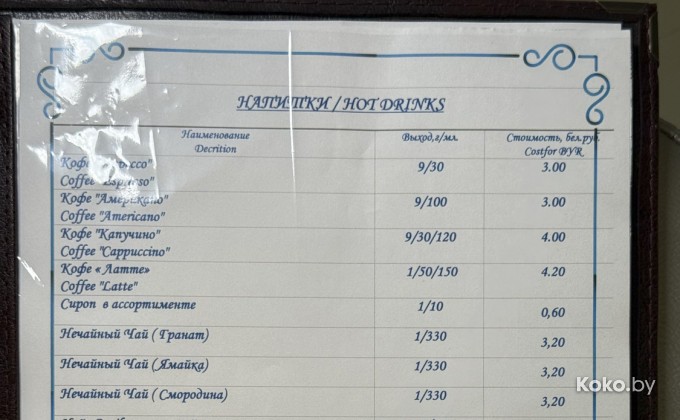 НАПИТКИ / HOT DRINKS
Наименование Выход,г/мл. Стоимость, бел.руб.
Decrition Costfor BYR
Кофе 9/30 3.00
Coffee "Espresso"
Кофе "Американо" 9/100 3.00
Coffee "Americano"
Кофе "Капучино" 9/30/120 4.00
Coffee "Cappuccino"
Кофе «Латте» 1/50/150 4.20
Coffee "Latte"
Сироп в ассортименте 1/10 0,60
Нечайный Чай ( Гранат) 1/330 3,20
Нечайный Чай (Ямайка) 1/330 3,20
Нечайный Чай ( Смородина) 1/330 3,20
Koko.by